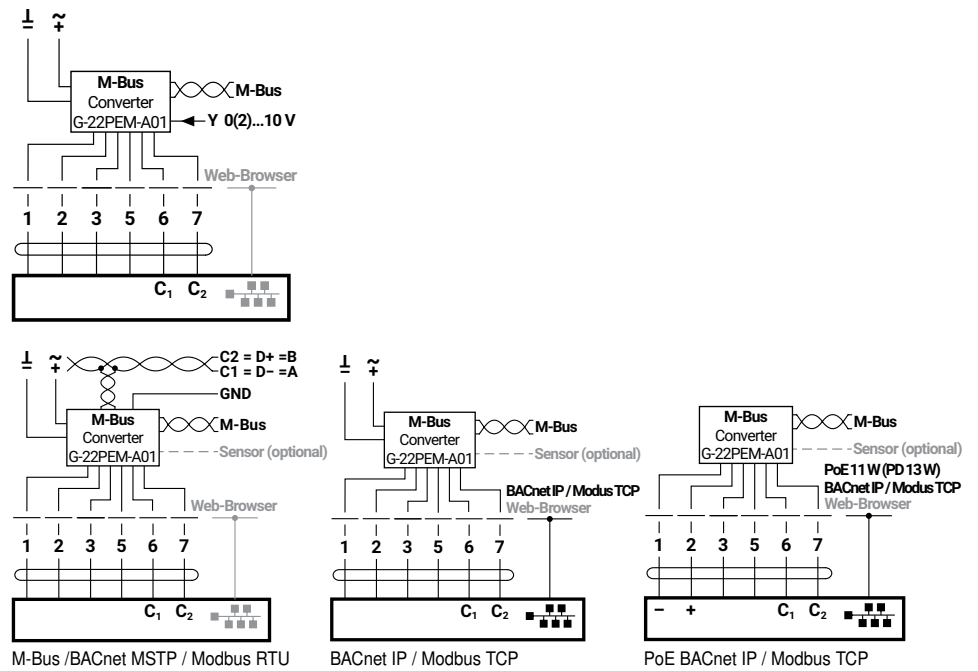 ⊥ ~
= +
M-Bus
Converter
G-22PEM-A01
M-Bus
Y 0(2)...10 V
Web-Browser
1 2 3 5 6 7
C₁ C₂
⊥ ~
= +
C2 = D+ =B
C1 = D− =A
GND
M-Bus
Converter
G-22PEM-A01
M-Bus
Sensor (optional)
Web-Browser
1 2 3 5 6 7
C₁ C₂
M-Bus /BACnet MSTP / Modbus RTU
⊥ ~
= +
M-Bus
Converter
G-22PEM-A01
M-Bus
Sensor (optional)
BACnet IP / Modus TCP
Web-Browser
1 2 3 5 6 7
C₁ C₂
BACnet IP / Modbus TCP
M-Bus
Converter
G-22PEM-A01
M-Bus
Sensor (optional)
PoE 11 W (PD 13 W)
BACnet IP / Modus TCP
Web-Browser
1 2 3 5 6 7
− + C₁ C₂
PoE BACnet IP / Modbus TCP